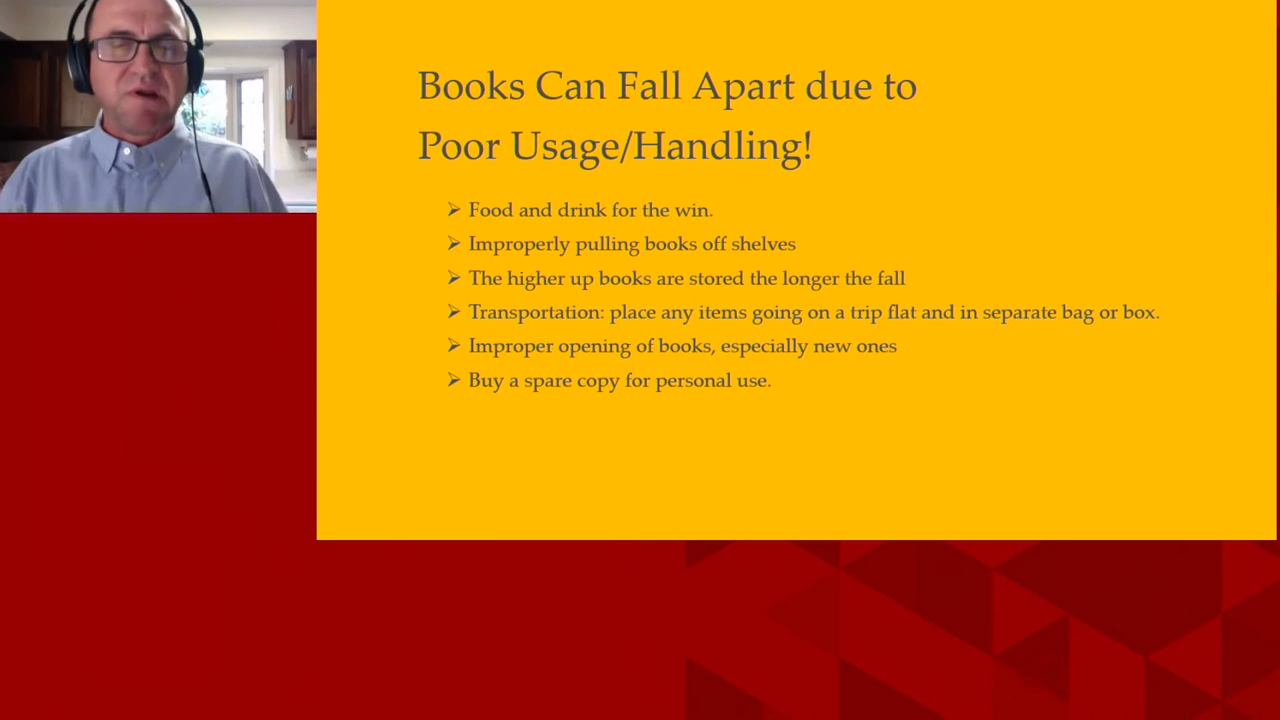 Books Can Fall Apart due to
Poor Usage/Handling!
Food and drink for the win.
Improperly pulling books off shelves
The higher up books are stored the longer the fall
Transportation: place any items going on a trip flat and in separate bag or box.
Improper opening of books, especially new ones
Buy a spare copy for personal use.